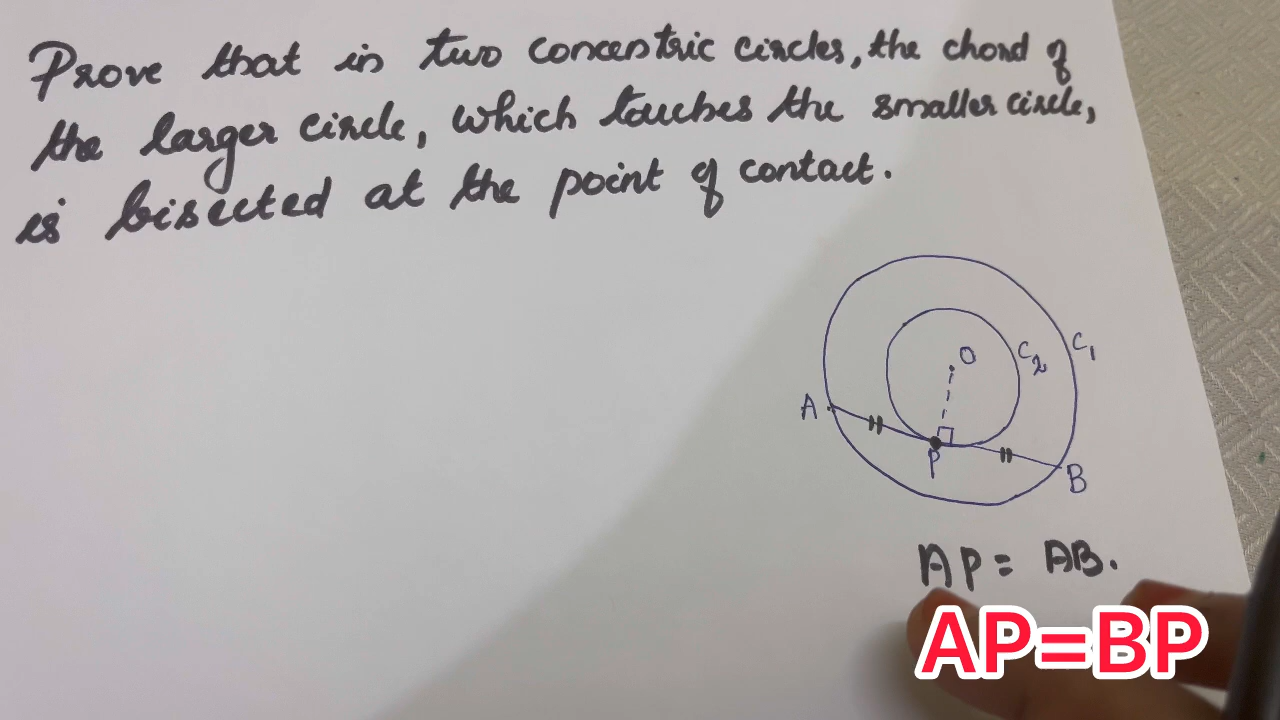 Prove that in two concentric circles, the chord of
the larger circle, which touches the smaller circle,
is bisected at the point of contact.
O
C2
C1
A
P
B
AP = AB.
AP=BP